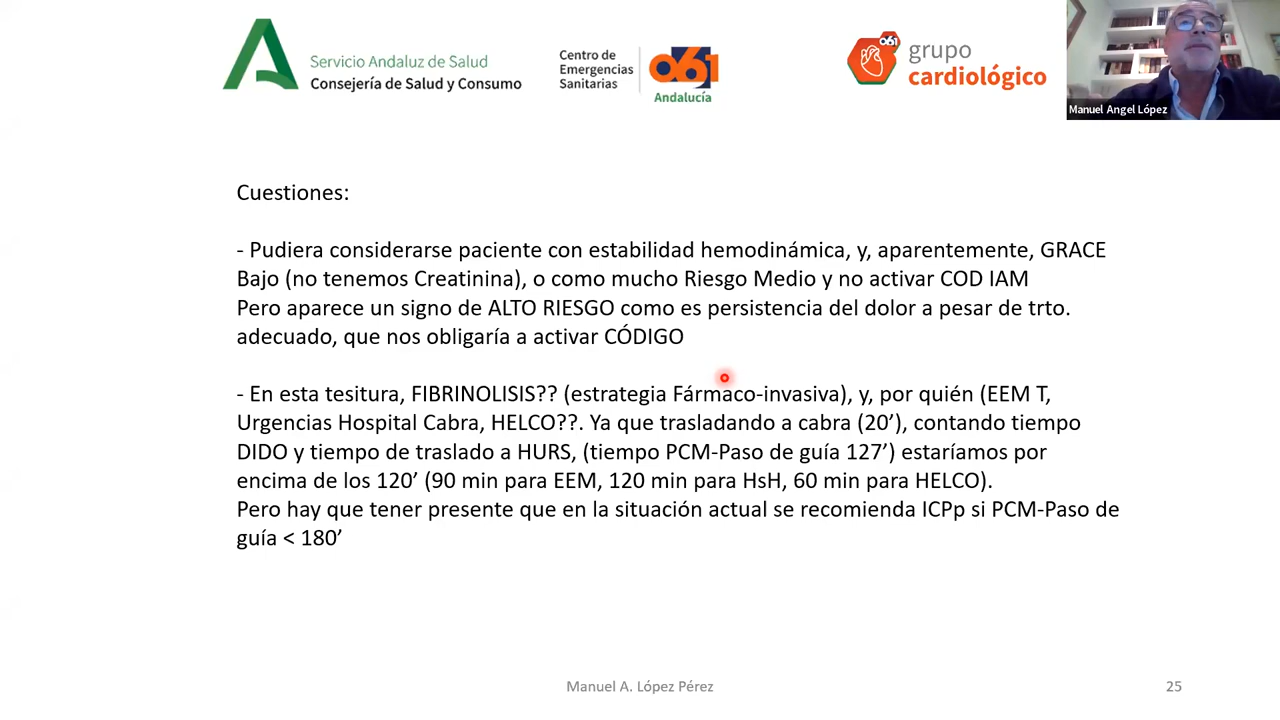 Servicio Andaluz de Salud
Consejería de Salud y Consumo
Centro de
Emergencias
Sanitarias
061
Andalucía
061
grupo
cardiológico
Manuel Angel López
Cuestiones:
- Pudiera considerarse paciente con estabilidad hemodinámica, y, aparentemente, GRACE
Bajo (no tenemos Creatinina), o como mucho Riesgo Medio y no activar COD IAM
Pero aparece un signo de ALTO RIESGO como es persistencia del dolor a pesar de trto.
adecuado, que nos obligaría a activar CÓDIGO
- En esta tesitura, FIBRINOLISIS?? (estrategia Fármaco-invasiva), y, por quién (EEM T,
Urgencias Hospital Cabra, HELCO??. Ya que trasladando a cabra (20’), contando tiempo
DIDO y tiempo de traslado a HURS, (tiempo PCM-Paso de guía 127’) estaríamos por
encima de los 120’ (90 min para EEM, 120 min para HsH, 60 min para HELCO).
Pero hay que tener presente que en la situación actual se recomienda ICPp si PCM-Paso de
guía < 180’
Manuel A. López Pérez
25